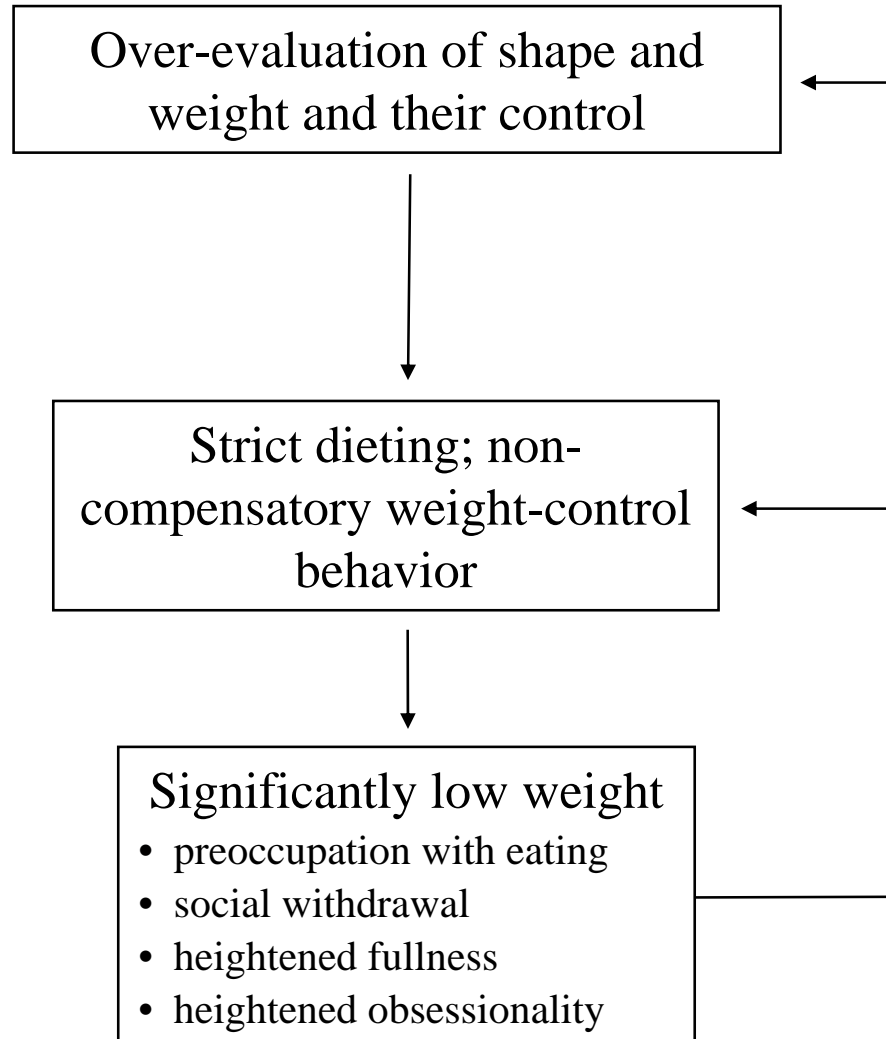 Over-evaluation of shape and
weight and their control
Strict dieting; non-
compensatory weight-control
behavior
Significantly low weight
• preoccupation with eating
• social withdrawal
• heightened fullness
• heightened obsessionality